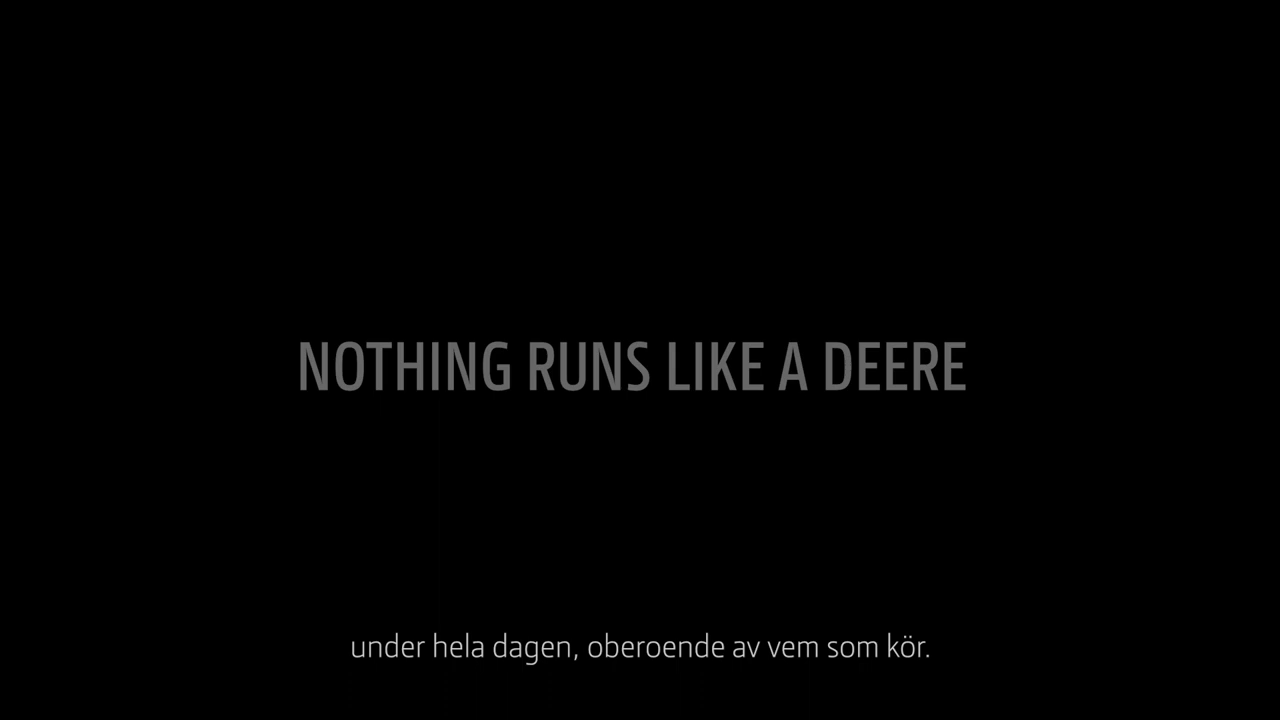 NOTHING RUNS LIKE A DEERE
under hela dagen, oberoende av vem som kör.